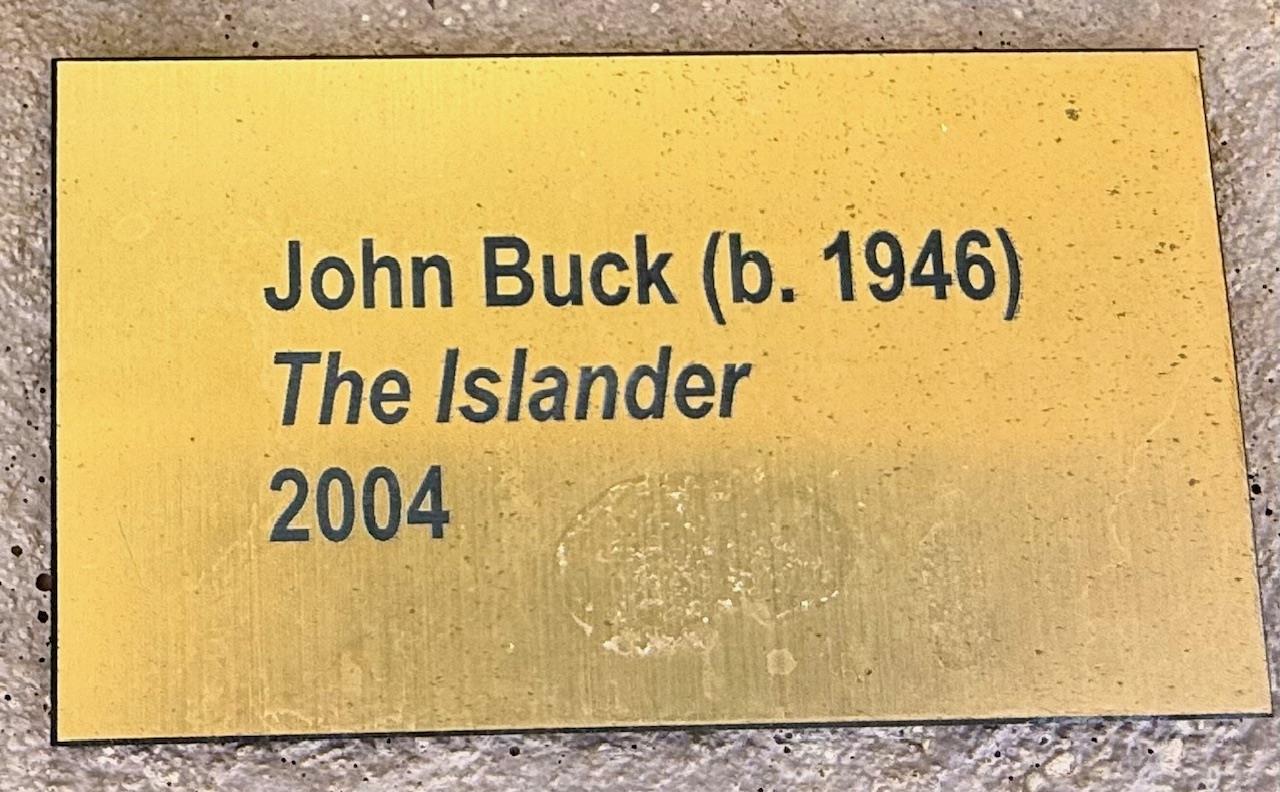 John Buck (b. 1946)
The Islander
2004